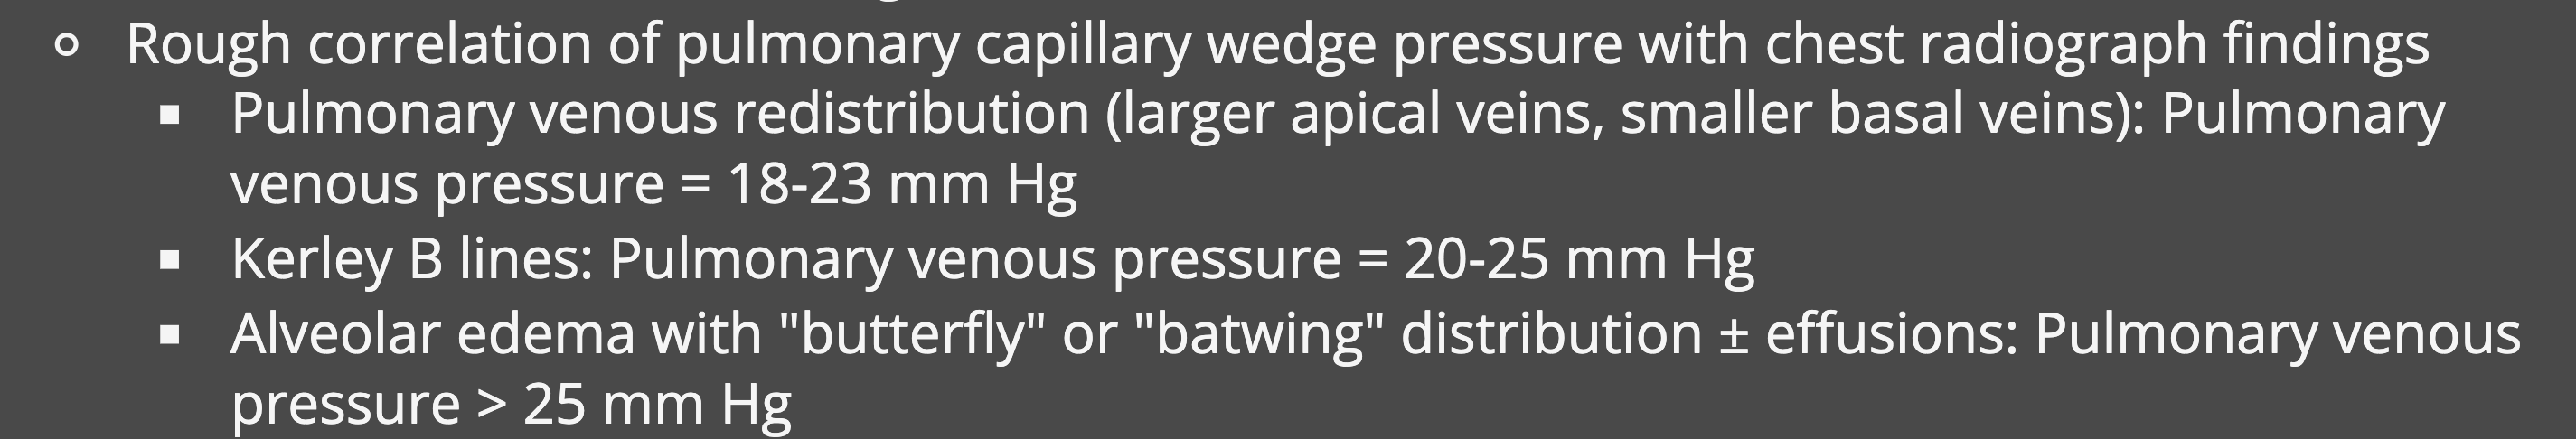 Rough correlation of pulmonary capillary wedge pressure with chest radiograph findings
Pulmonary venous redistribution (larger apical veins, smaller basal veins): Pulmonary
venous pressure = 18-23 mm Hg
Kerley B lines: Pulmonary venous pressure = 20-25 mm Hg
Alveolar edema with "butterfly" or "batwing" distribution ± effusions: Pulmonary venous
pressure > 25 mm Hg